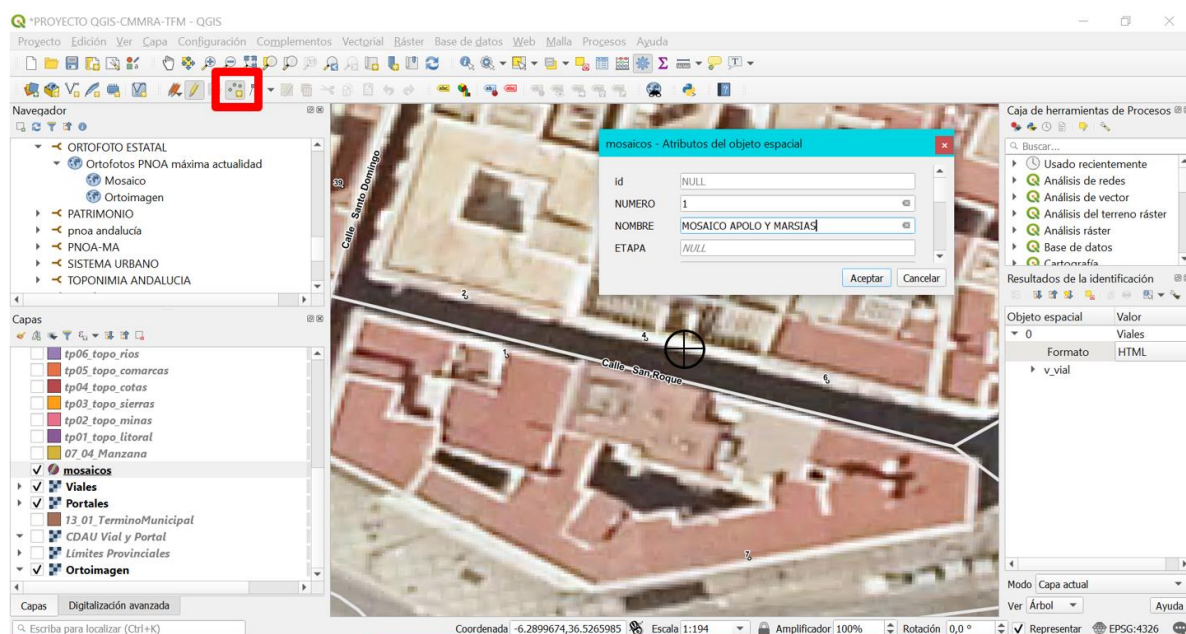 *PROYECTO QGIS-CMMRA-TFM - QGIS
Proyecto Edición Ver Capa Configuración Complementos Vectorial Ráster Base de datos Web Malla Procesos Ayuda
Navegador
ORTOFOTO ESTATAL
Ortofotos PNOA máxima actualidad
Mosaico
Ortoimagen
PATRIMONIO
pnoa andalucía
PNOA-MA
SISTEMA URBANO
TOPONIMIA ANDALUCIA
Capas
tp06_topo_rios
tp05_topo_comarcas
tp04_topo_cotas
tp03_topo_sierras
tp02_topo_minas
tp01_topo_litoral
07_04_Manzana
mosaicos
Viales
Portales
13_01_TerminoMunicipal
CDAU Vial y Portal
Límites Provinciales
Ortoimagen
Capas Digitalización avanzada
Escriba para localizar (Ctrl+K)
39
Calle Santo Domingo
2
4
1
Calle San Roque
6
7
mosaicos - Atributos del objeto espacial
id NULL
NUMERO 1
NOMBRE MOSAICO APOLO Y MARSIAS
ETAPA NULL
Aceptar Cancelar
Caja de herramientas de Procesos
Buscar...
Usado recientemente
Análisis de redes
Análisis de vector
Análisis del terreno ráster
Análisis ráster
Base de datos
Cartografía
Resultados de la identificación
Objeto espacial Valor
0 Viales
Formato HTML
v_vial
Modo Capa actual
Ver Árbol Ayuda
Coordenada -6.2899674,36.5265985 Escala 1:194 Amplificador 100% Rotación 0,0 ° Representar EPSG:4326